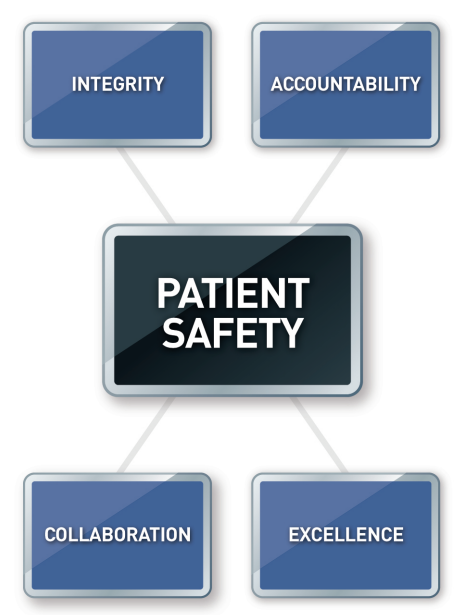 INTEGRITY
ACCOUNTABILITY
PATIENT
SAFETY
COLLABORATION
EXCELLENCE